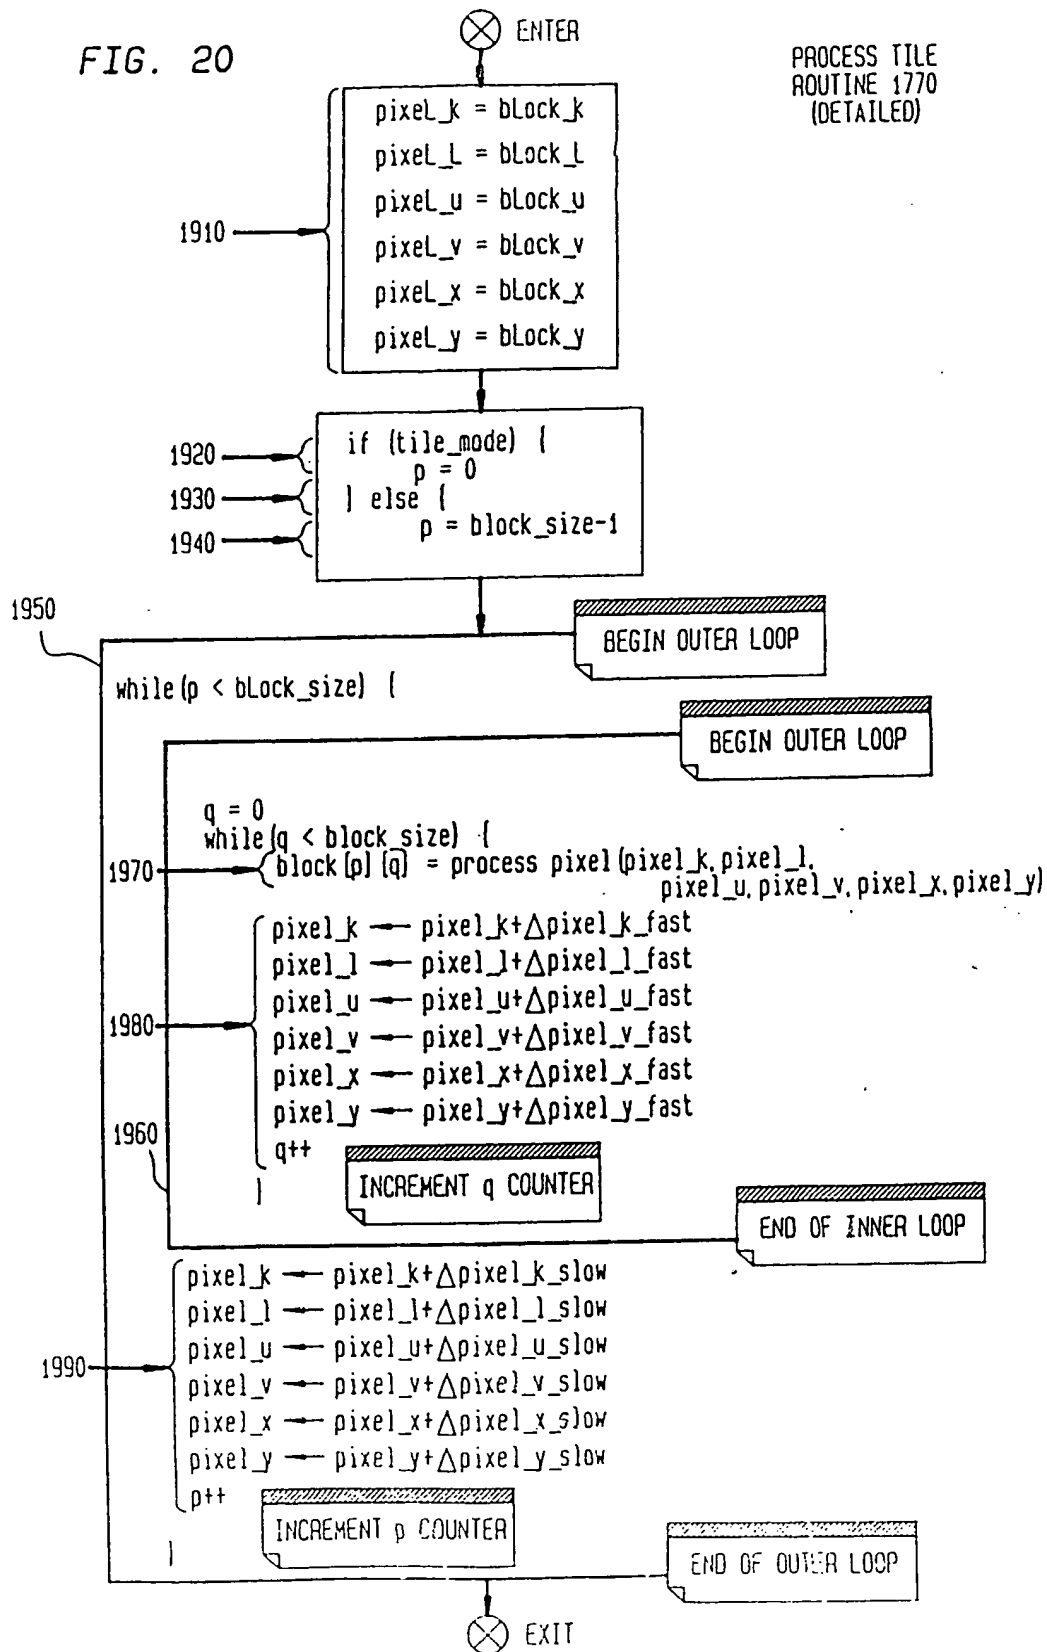 FIG. 20
ENTER
PROCESS TILE
ROUTINE 1770
(DETAILED)
1910
pixel_k = block_k
pixel_l = block_l
pixel_u = block_u
pixel_v = block_v
pixel_x = block_x
pixel_y = block_y
1920
1930
1940
if (tile_mode) {
p = 0
} else {
p = block_size-1
1950
BEGIN OUTER LOOP
while(p < block_size) {
BEGIN OUTER LOOP
q = 0
while(q < block_size) {
1970
block[p][q] = process pixel(pixel_k, pixel_l,
pixel_u, pixel_v, pixel_x, pixel_y)
1980
pixel_k ← pixel_k+Δpixel_k_fast
pixel_l ← pixel_l+Δpixel_l_fast
pixel_u ← pixel_u+Δpixel_u_fast
pixel_v ← pixel_v+Δpixel_v_fast
pixel_x ← pixel_x+Δpixel_x_fast
pixel_y ← pixel_y+Δpixel_y_fast
1960
q++
}
INCREMENT q COUNTER
END OF INNER LOOP
1990
pixel_k ← pixel_k+Δpixel_k_slow
pixel_l ← pixel_l+Δpixel_l_slow
pixel_u ← pixel_u+Δpixel_u_slow
pixel_v ← pixel_v+Δpixel_v_slow
pixel_x ← pixel_x+Δpixel_x_slow
pixel_y ← pixel_y+Δpixel_y_slow
p++
INCREMENT p COUNTER
}
END OF OUTER LOOP
EXIT